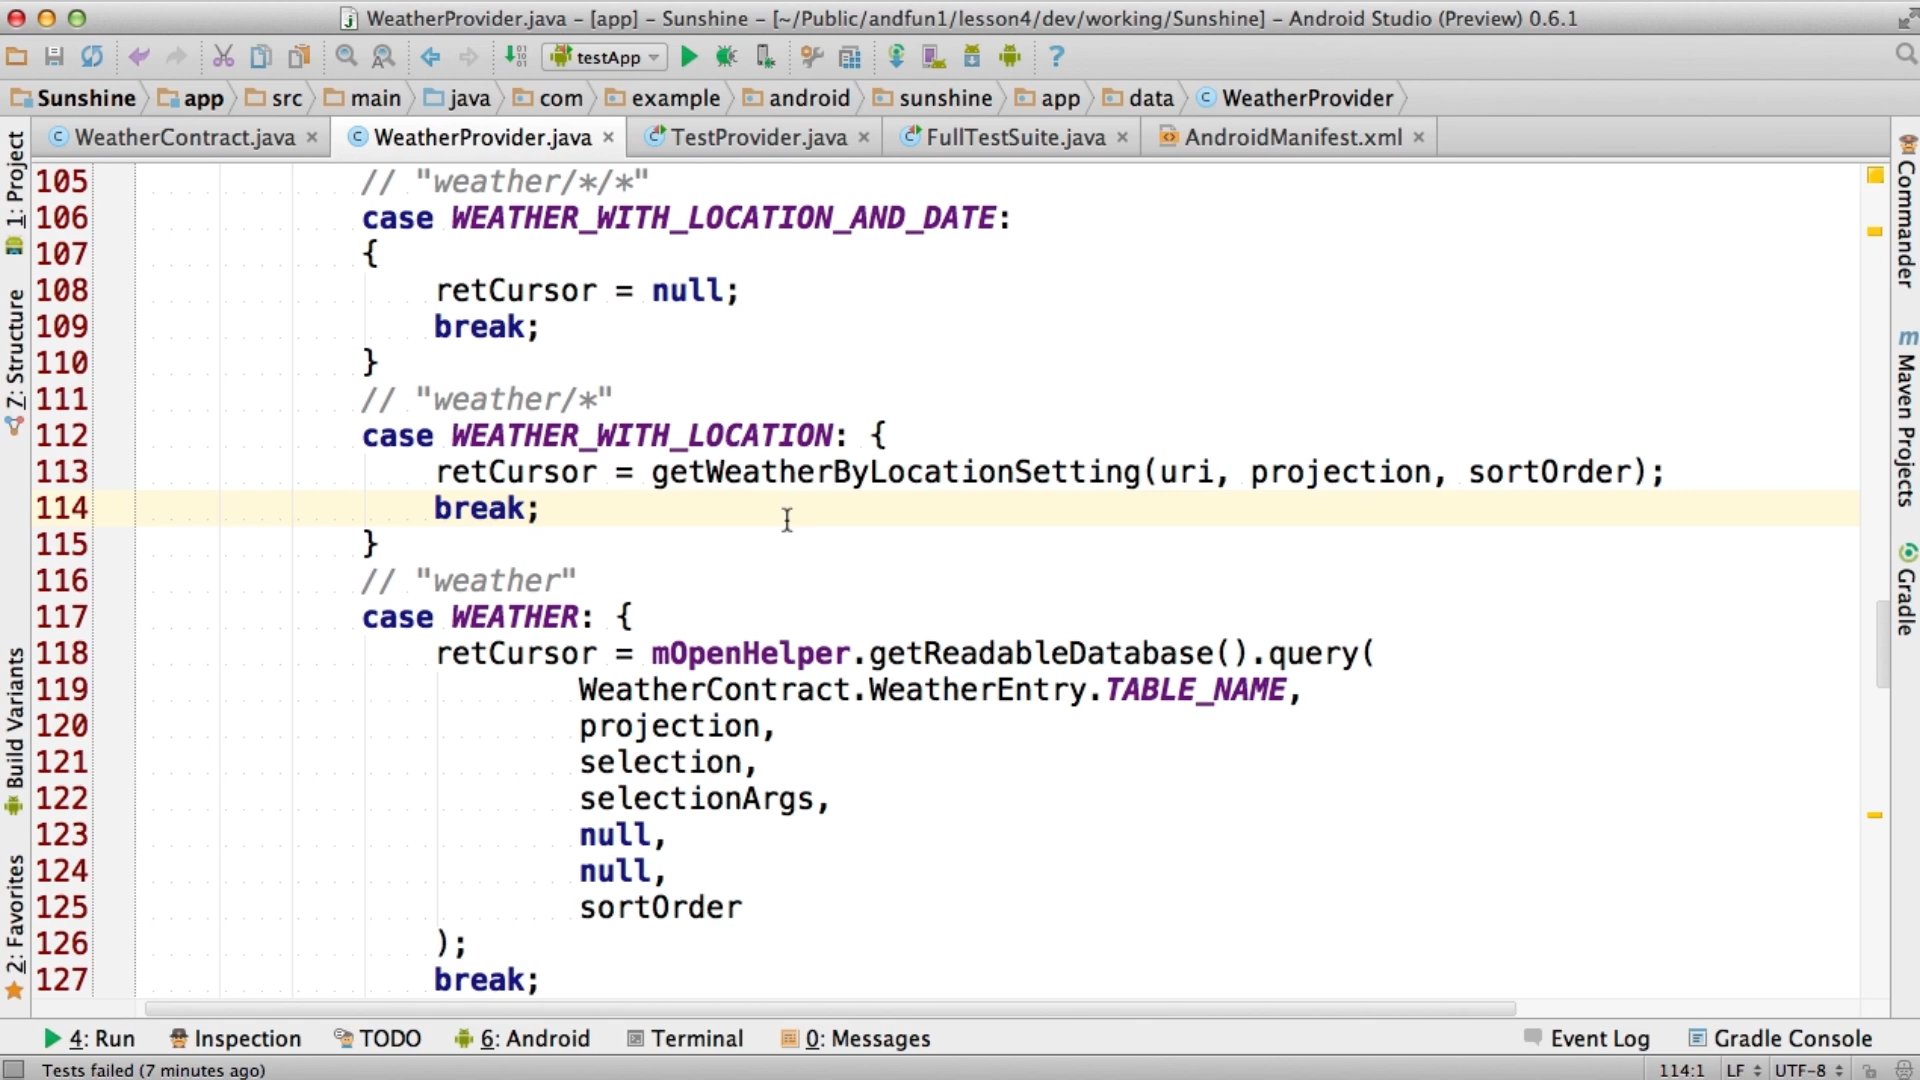 WeatherProvider.java – [app] – Sunshine – [~/Public/andfun1/lesson4/dev/working/Sunshine] – Android Studio (Preview) 0.6.1
testApp
Sunshine app src main java com example android sunshine app data WeatherProvider
WeatherContract.java WeatherProvider.java TestProvider.java FullTestSuite.java AndroidManifest.xml
1: Project
7: Structure
Build Variants
2: Favorites
105 // "weather/*/*"
106 case WEATHER_WITH_LOCATION_AND_DATE:
107 {
108 retCursor = null;
109 break;
110 }
111 // "weather/*"
112 case WEATHER_WITH_LOCATION: {
113 retCursor = getWeatherByLocationSetting(uri, projection, sortOrder);
114 break;
115 }
116 // "weather"
117 case WEATHER: {
118 retCursor = mOpenHelper.getReadableDatabase().query(
119 WeatherContract.WeatherEntry.TABLE_NAME,
120 projection,
121 selection,
122 selectionArgs,
123 null,
124 null,
125 sortOrder
126 );
127 break;
Commander
Maven Projects
Gradle
4: Run Inspection TODO 6: Android Terminal 0: Messages Event Log Gradle Console
Tests failed (7 minutes ago) 114:1 LF UTF-8